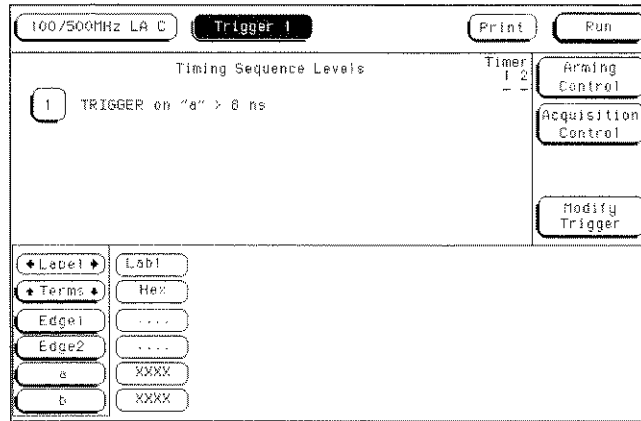 100/500MHz LA C Trigger 1 Print Run
Timing Sequence Levels
Timer
1 2
- -
Arming
Control
1 TRIGGER on "a" > 8 ns
Acquisition
Control
Modify
Trigger
←Label→ Lab1
↑Terms↓ Hex
Edge1 ....
Edge2 ....
a XXXX
b XXXX